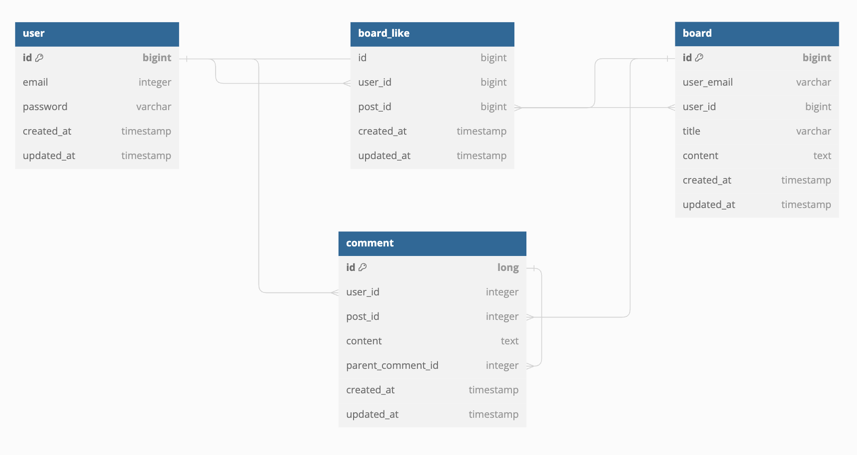 user
id bigint
email integer
password varchar
created_at timestamp
updated_at timestamp
board_like
id bigint
user_id bigint
post_id bigint
created_at timestamp
updated_at timestamp
board
id bigint
user_email varchar
user_id bigint
title varchar
content text
created_at timestamp
updated_at timestamp
comment
id long
user_id integer
post_id integer
content text
parent_comment_id integer
created_at timestamp
updated_at timestamp